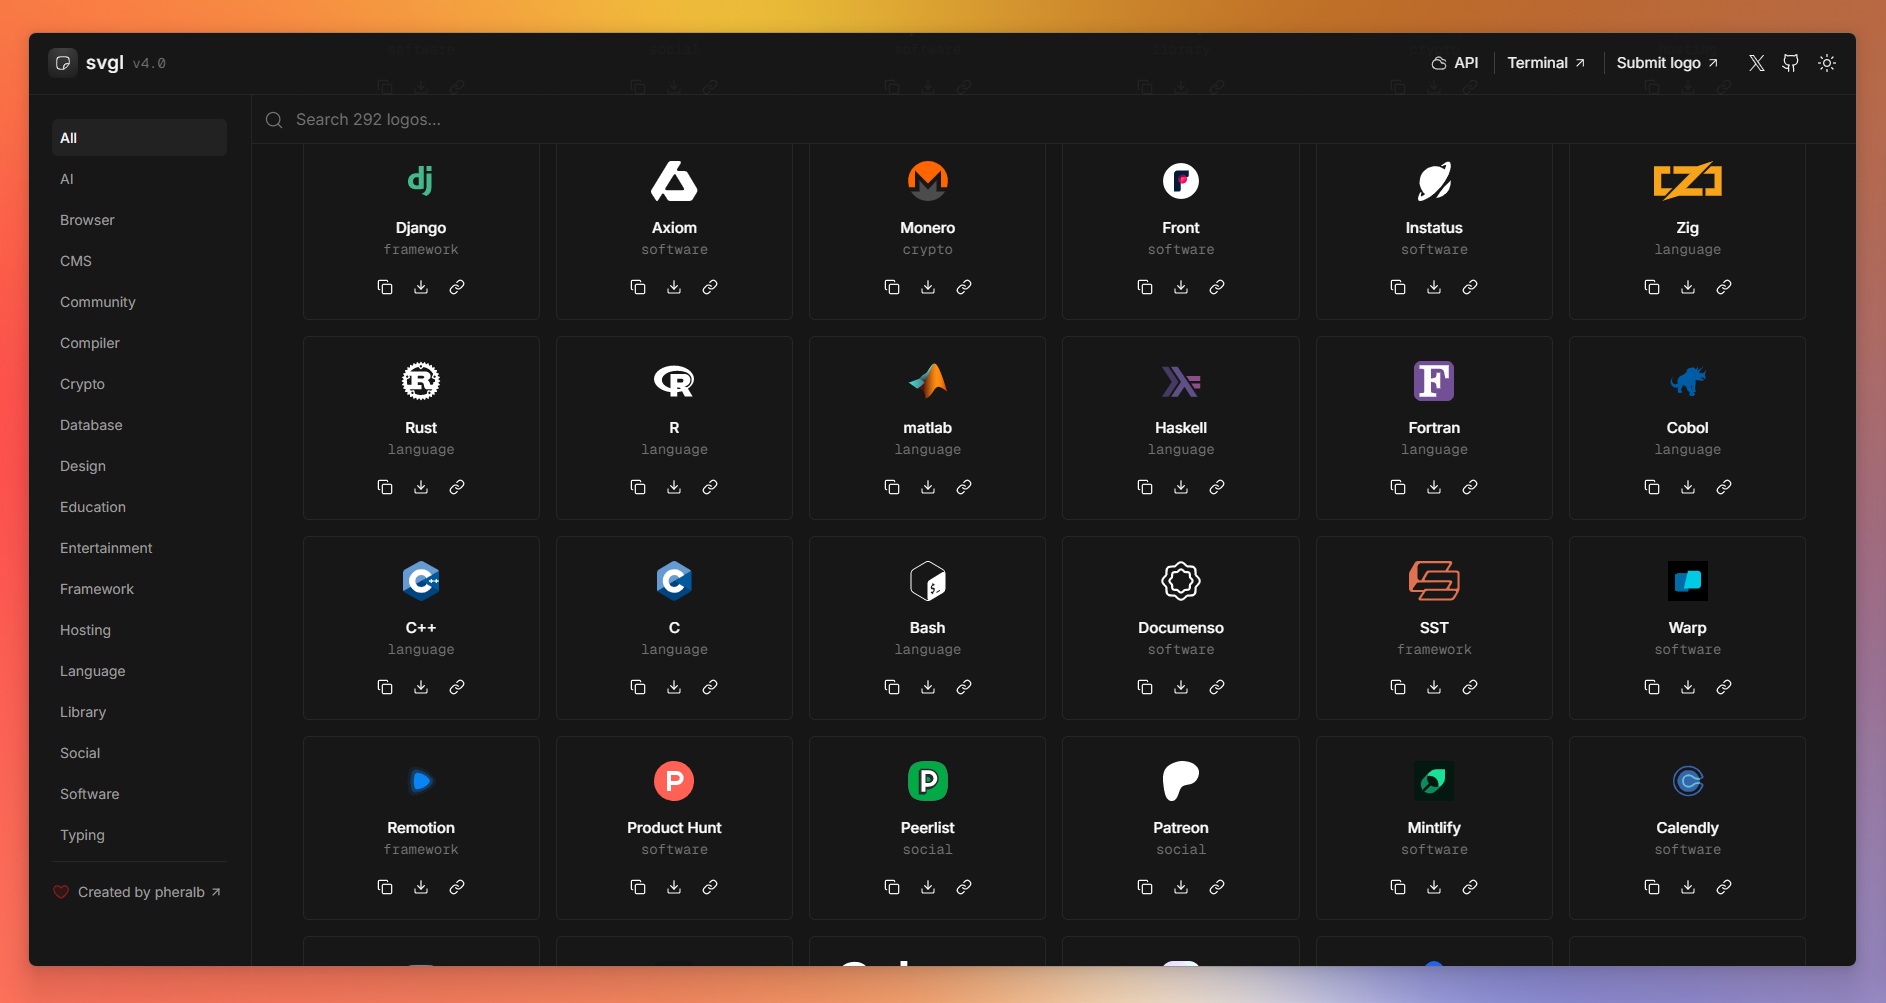 svgl v4.0
API
Terminal
Submit logo
Search 292 logos...
All
AI
Browser
CMS
Community
Compiler
Crypto
Database
Design
Education
Entertainment
Framework
Hosting
Language
Library
Social
Software
Typing
Created by pheralb
dj
Django
framework
Axiom
software
Monero
crypto
Front
software
Instatus
software
Zig
language
R
Rust
language
R
R
language
matlab
language
Haskell
language
F
Fortran
language
Cobol
language
C++
C++
language
C
C
language
$_
Bash
language
Documenso
software
SST
framework
Warp
software
Remotion
framework
P
Product Hunt
software
P
Peerlist
social
Patreon
social
Mintlify
software
Calendly
software